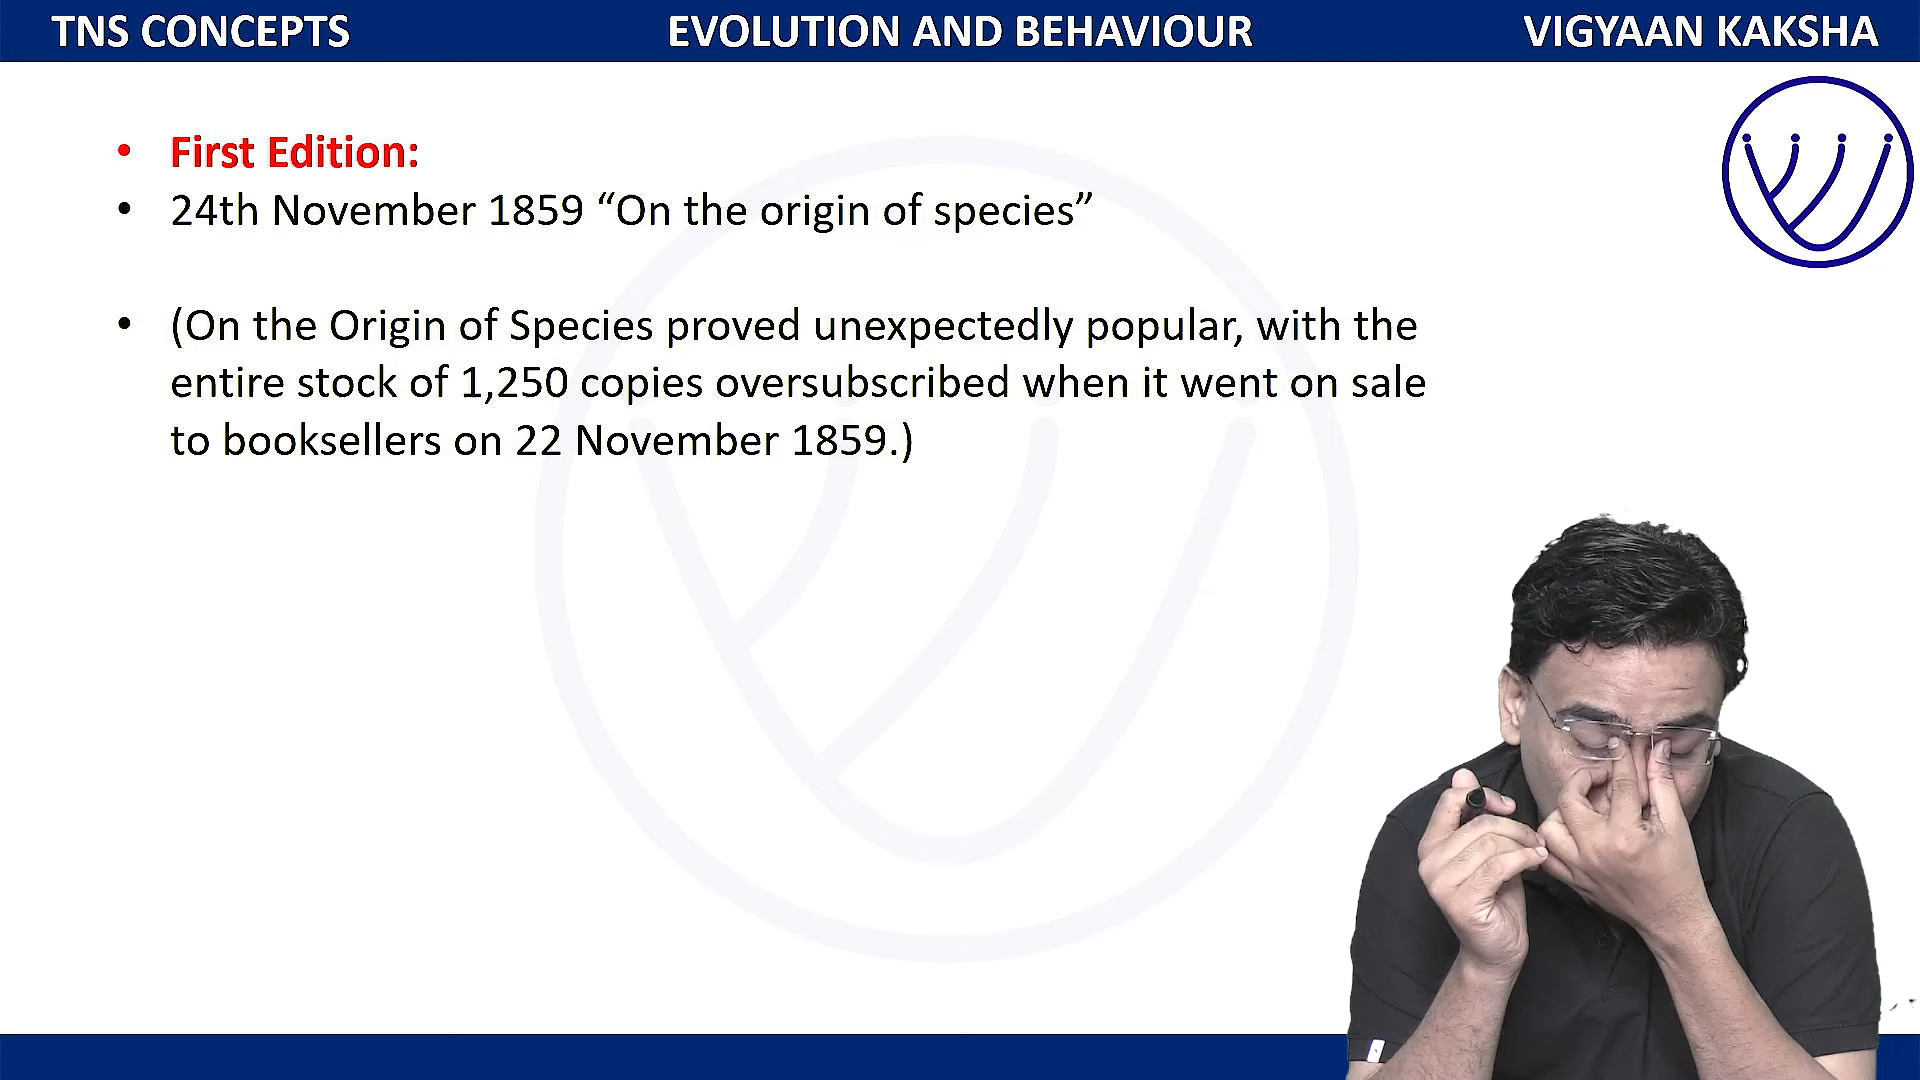 TNS CONCEPTS
EVOLUTION AND BEHAVIOUR
VIGYAAN KAKSHA
• First Edition:
• 24th November 1859 “On the origin of species”
• (On the Origin of Species proved unexpectedly popular, with the
entire stock of 1,250 copies oversubscribed when it went on sale
to booksellers on 22 November 1859.)